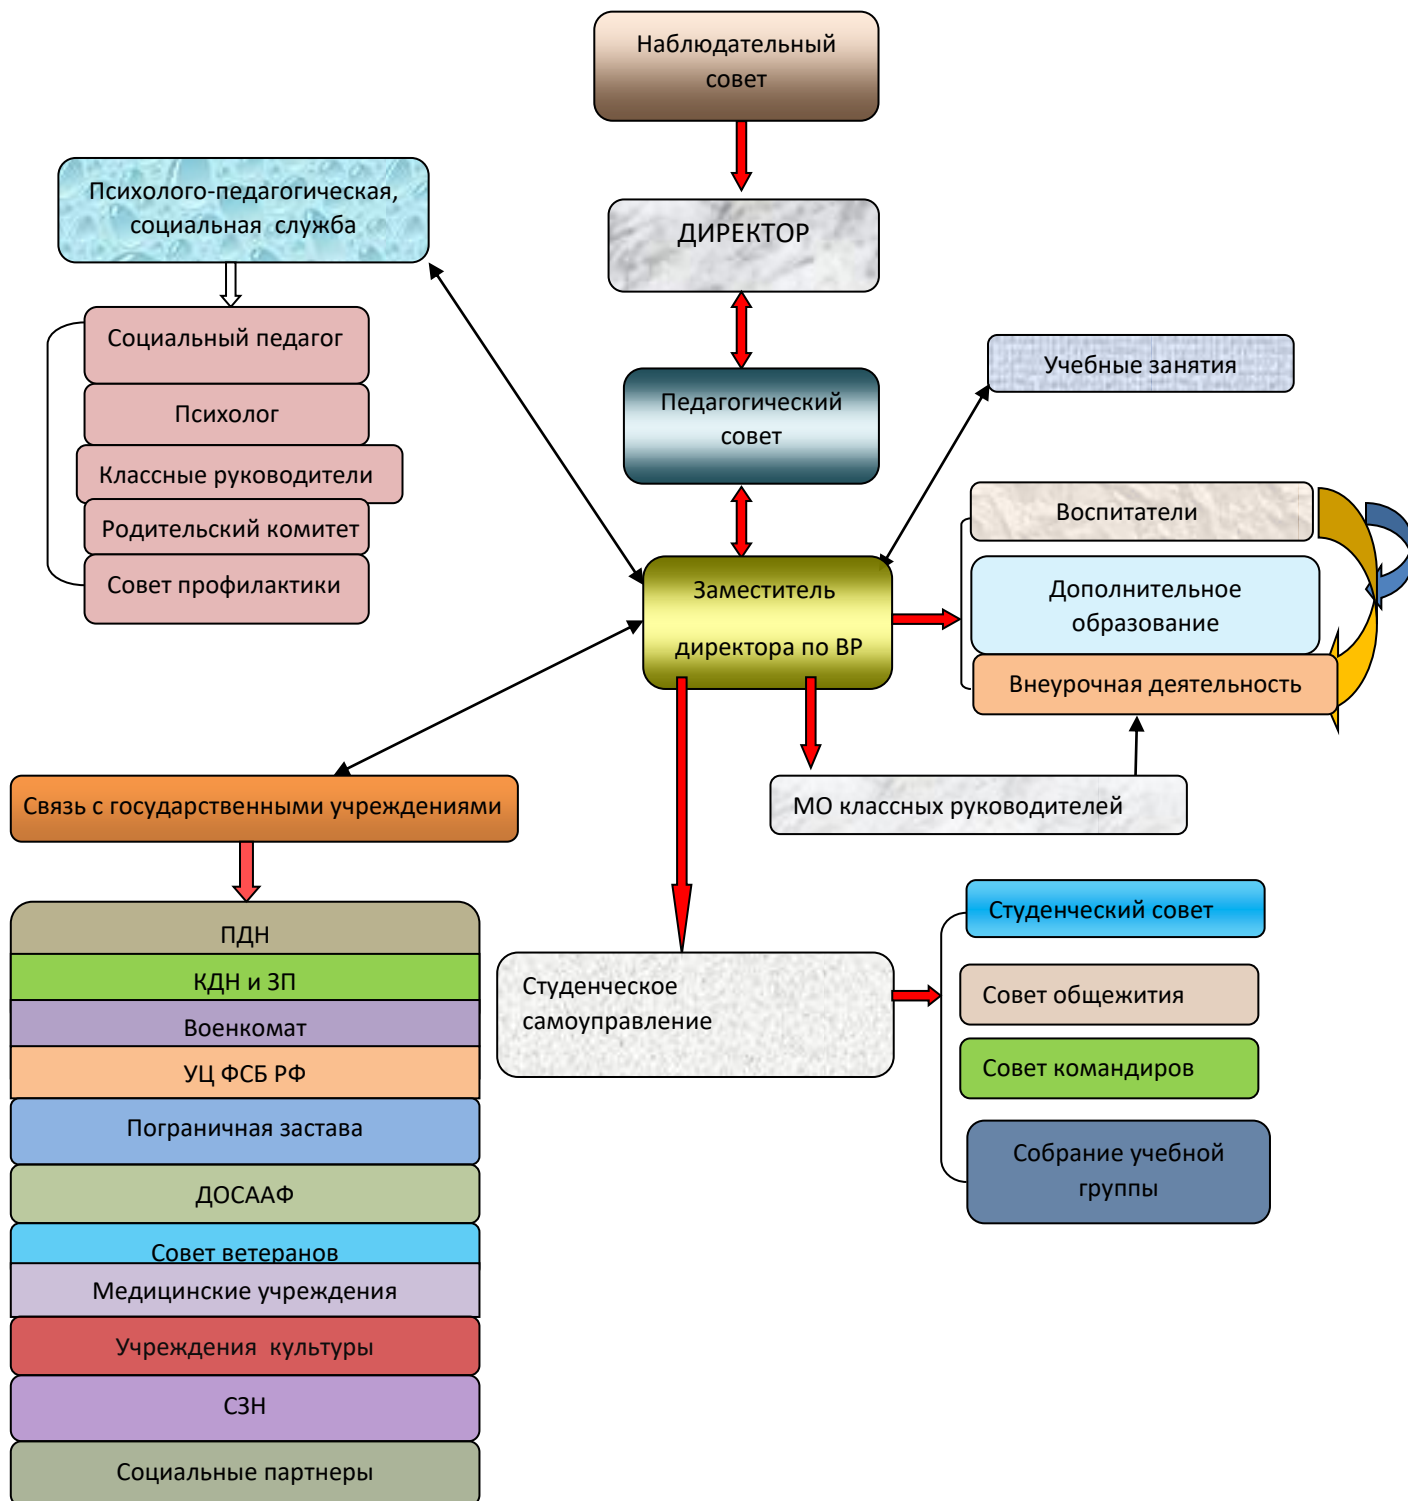 Наблюдательный
совет
Психолого-педагогическая,
социальная служба
ДИРЕКТОР
Социальный педагог
Психолог
Классные руководители
Родительский комитет
Совет профилактики
Педагогический
совет
Учебные занятия
Воспитатели
Дополнительное
образование
Внеурочная деятельность
Заместитель
директора по ВР
Связь с государственными учреждениями
МО классных руководителей
ПДН
КДН и ЗП
Военкомат
УЦ ФСБ РФ
Пограничная застава
ДОСААФ
Совет ветеранов
Медицинские учреждения
Учреждения культуры
СЗН
Социальные партнеры
Студенческое
самоуправление
Студенческий совет
Совет общежития
Совет командиров
Собрание учебной
группы